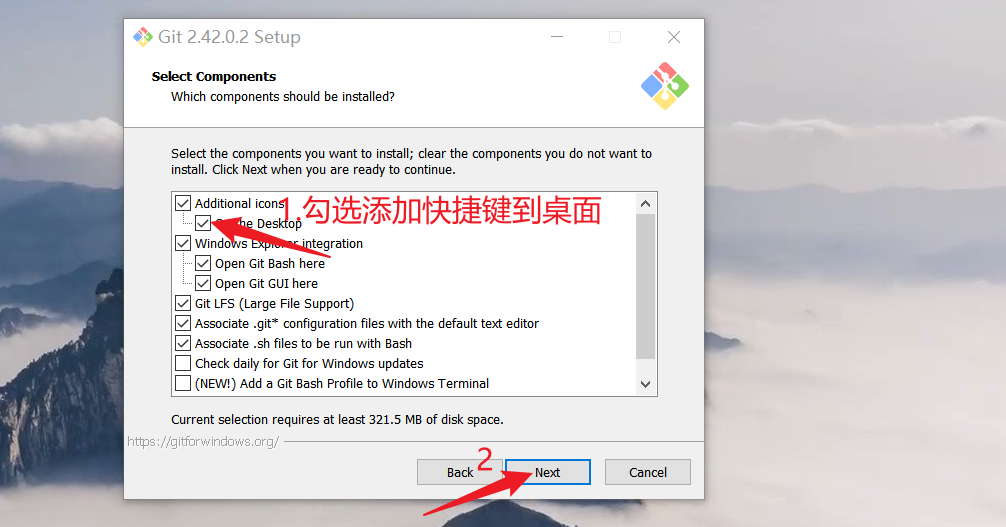 Git 2.42.0.2 Setup
Select Components
Which components should be installed?
Select the components you want to install; clear the components you do not want to
install. Click Next when you are ready to continue.
Additional icons
1.勾选添加快捷键到桌面
the Desktop
Windows Explorer integration
Open Git Bash here
Open Git GUI here
Git LFS (Large File Support)
Associate .git* configuration files with the default text editor
Associate .sh files to be run with Bash
Check daily for Git for Windows updates
(NEW!) Add a Git Bash Profile to Windows Terminal
Current selection requires at least 321.5 MB of disk space.
https://gitforwindows.org/
2
Back Next Cancel